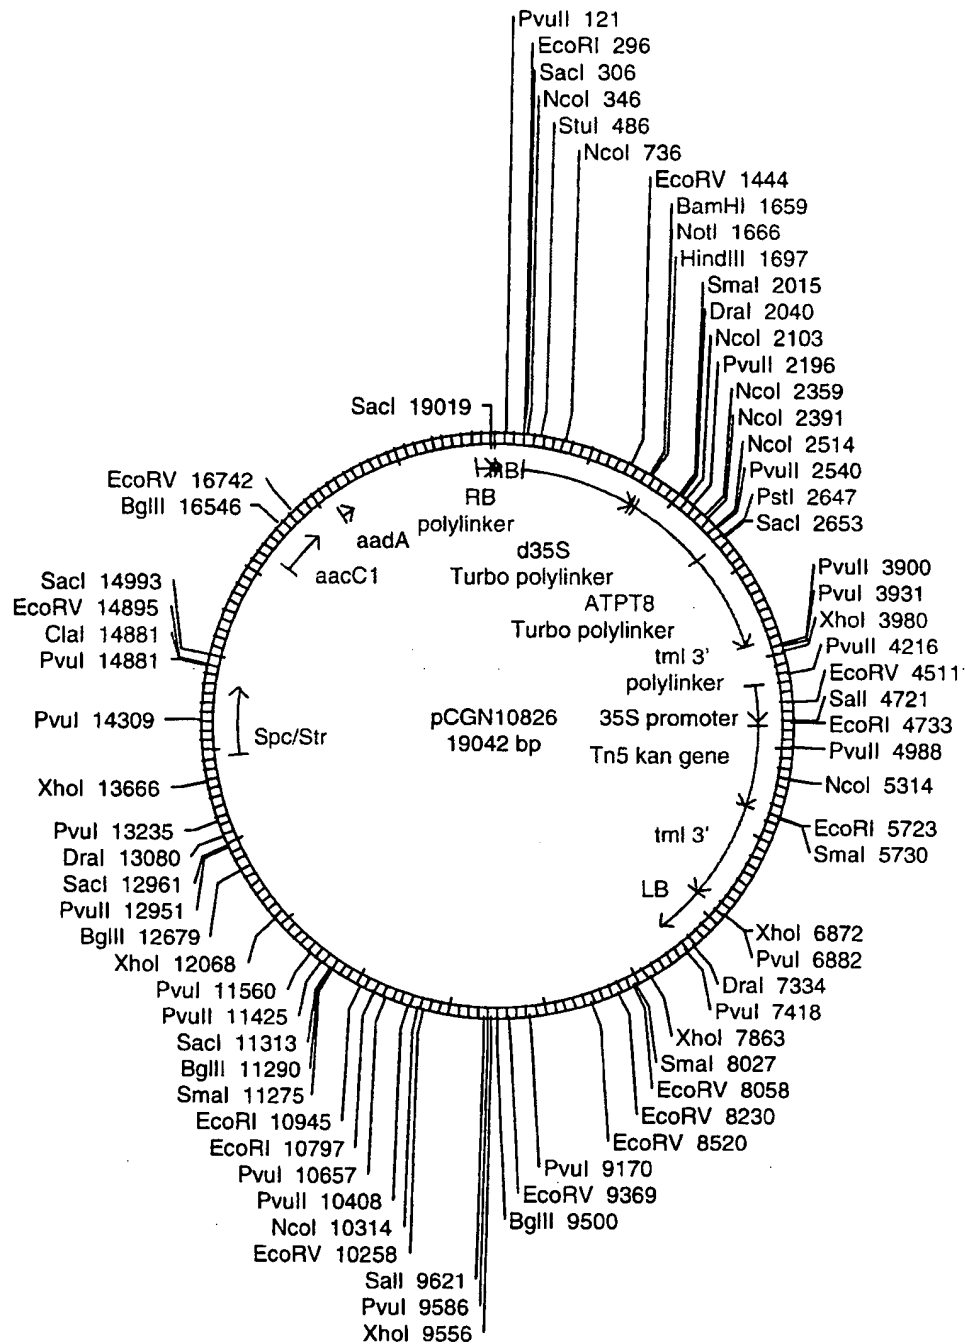 PvuII 121
EcoRI 296
SacI 306
NcoI 346
StuI 486
NcoI 736
EcoRV 1444
BamHI 1659
NotI 1666
HindIII 1697
SmaI 2015
DraI 2040
NcoI 2103
PvuII 2196
NcoI 2359
NcoI 2391
NcoI 2514
PvuII 2540
PstI 2647
SacI 2653
PvuII 3900
PvuI 3931
XhoI 3980
PvuII 4216
EcoRV 4511
SalI 4721
EcoRI 4733
PvuII 4988
NcoI 5314
EcoRI 5723
SmaI 5730
XhoI 6872
PvuI 6882
DraI 7334
PvuI 7418
XhoI 7863
SmaI 8027
EcoRV 8058
EcoRV 8230
EcoRV 8520
PvuI 9170
EcoRV 9369
BglII 9500
XhoI 9556
PvuI 9586
SalI 9621
EcoRV 10258
NcoI 10314
PvuII 10408
PvuI 10657
EcoRI 10797
EcoRI 10945
SmaI 11275
BglII 11290
SacI 11313
PvuII 11425
PvuI 11560
XhoI 12068
BglII 12679
PvuII 12951
SacI 12961
DraI 13080
PvuI 13235
XhoI 13666
PvuI 14309
PvuI 14881
ClaI 14881
EcoRV 14895
SacI 14993
BglII 16546
EcoRV 16742
SacI 19019
RB
polylinker
d35S
Turbo polylinker
ATPT8
Turbo polylinker
tml 3'
polylinker
35S promoter
Tn5 kan gene
tml 3'
LB
Spc/Str
aacC1
aadA
pCGN10826
19042 bp